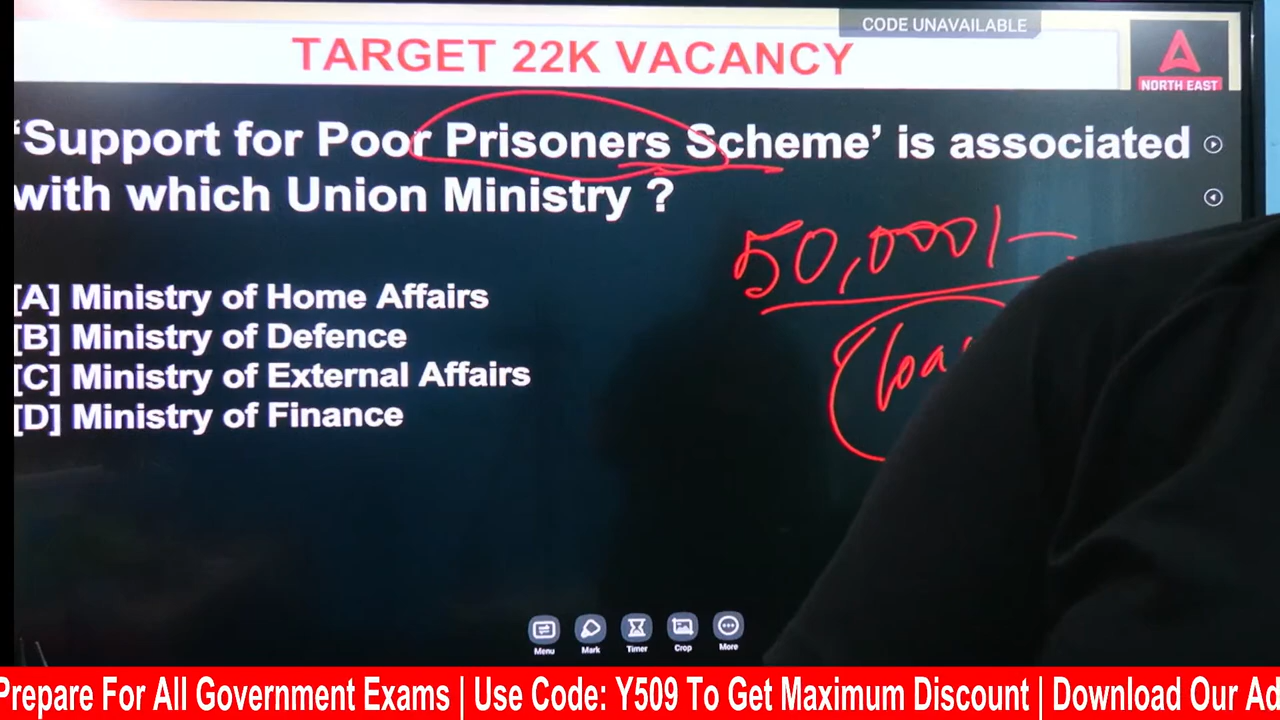 CODE UNAVAILABLE
TARGET 22K VACANCY
NORTH EAST
‘Support for Poor Prisoners Scheme’ is associated
with which Union Ministry ?
50,000/-
[A] Ministry of Home Affairs
[B] Ministry of Defence
[C] Ministry of External Affairs
[D] Ministry of Finance
Menu
Mark
Timer
Crop
More
Prepare For All Government Exams | Use Code: Y509 To Get Maximum Discount | Download Our Ad